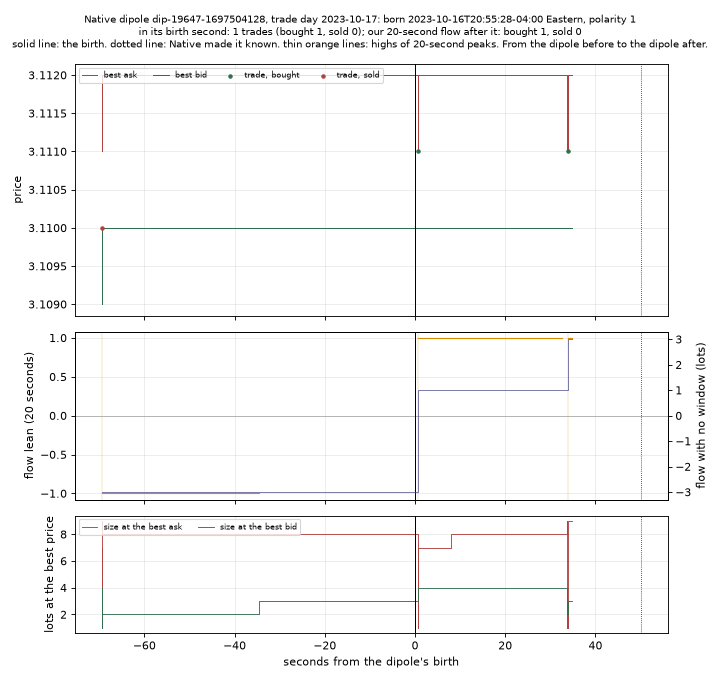 Native dipole dip-19647-1697504128, trade day 2023-10-17: born 2023-10-16T20:55:28-04:00 Eastern, polarity 1
in its birth second: 1 trades (bought 1, sold 0); our 20-second flow after it: bought 1, sold 0
solid line: the birth. dotted line: Native made it known. thin orange lines: highs of 20-second peaks. From the dipole before to the dipole after.
best ask best bid trade, bought trade, sold
3.1120
3.1115
3.1110
3.1105
3.1100
3.1095
3.1090
price
1.0
0.5
0.0
−0.5
−1.0
flow lean (20 seconds)
3
2
1
0
−1
−2
−3
flow with no window (lots)
size at the best ask size at the best bid
8
6
4
2
lots at the best price
−60 −40 −20 0 20 40
seconds from the dipole's birth